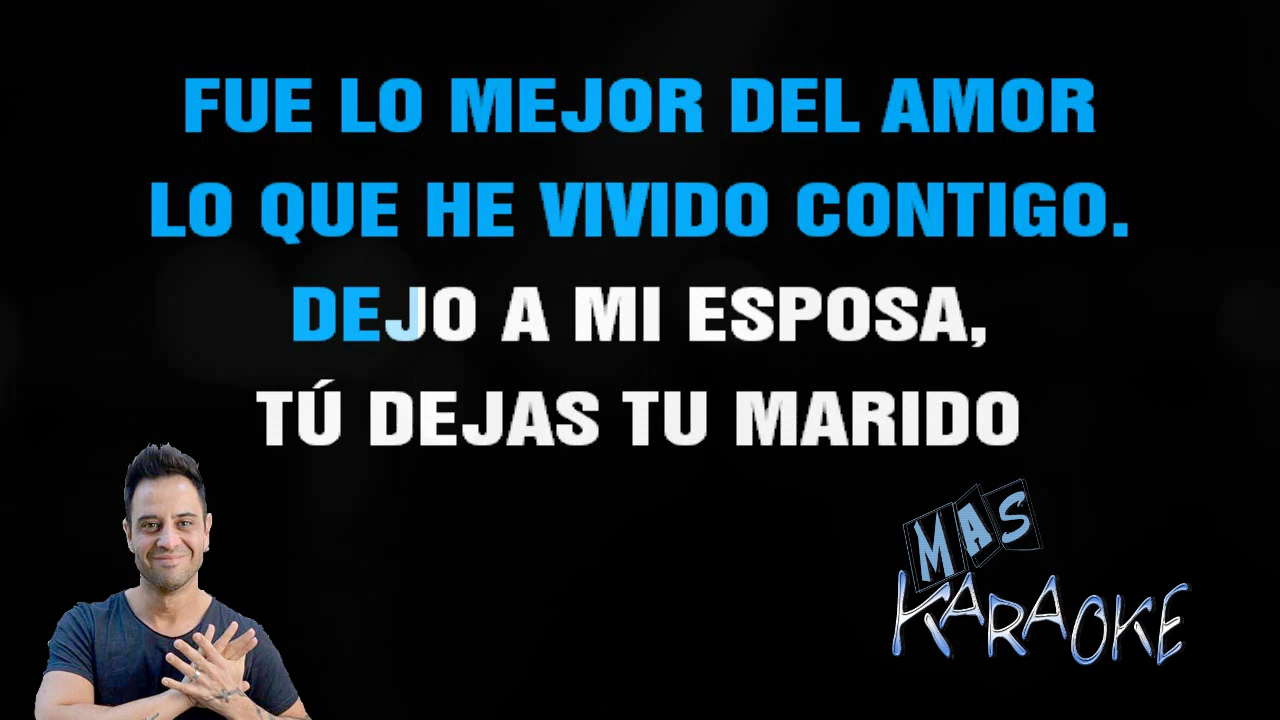 FUE LO MEJOR DEL AMOR
LO QUE HE VIVIDO CONTIGO.
DEJO A MI ESPOSA,
TÚ DEJAS TU MARIDO
MAS
KARAOKE